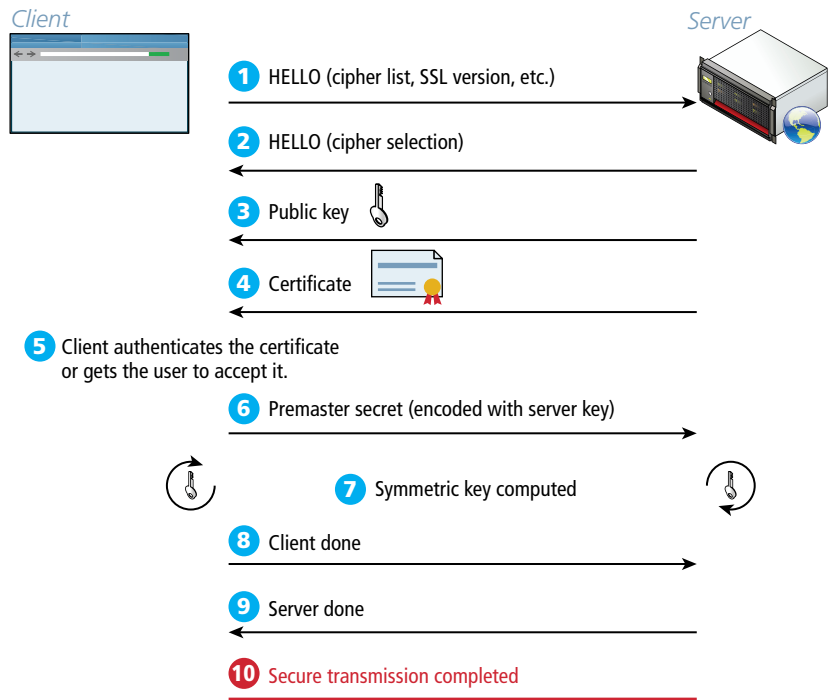 Client
Server
1 HELLO (cipher list, SSL version, etc.)
2 HELLO (cipher selection)
3 Public key
4 Certificate
5 Client authenticates the certificate
or gets the user to accept it.
6 Premaster secret (encoded with server key)
7 Symmetric key computed
8 Client done
9 Server done
10 Secure transmission completed